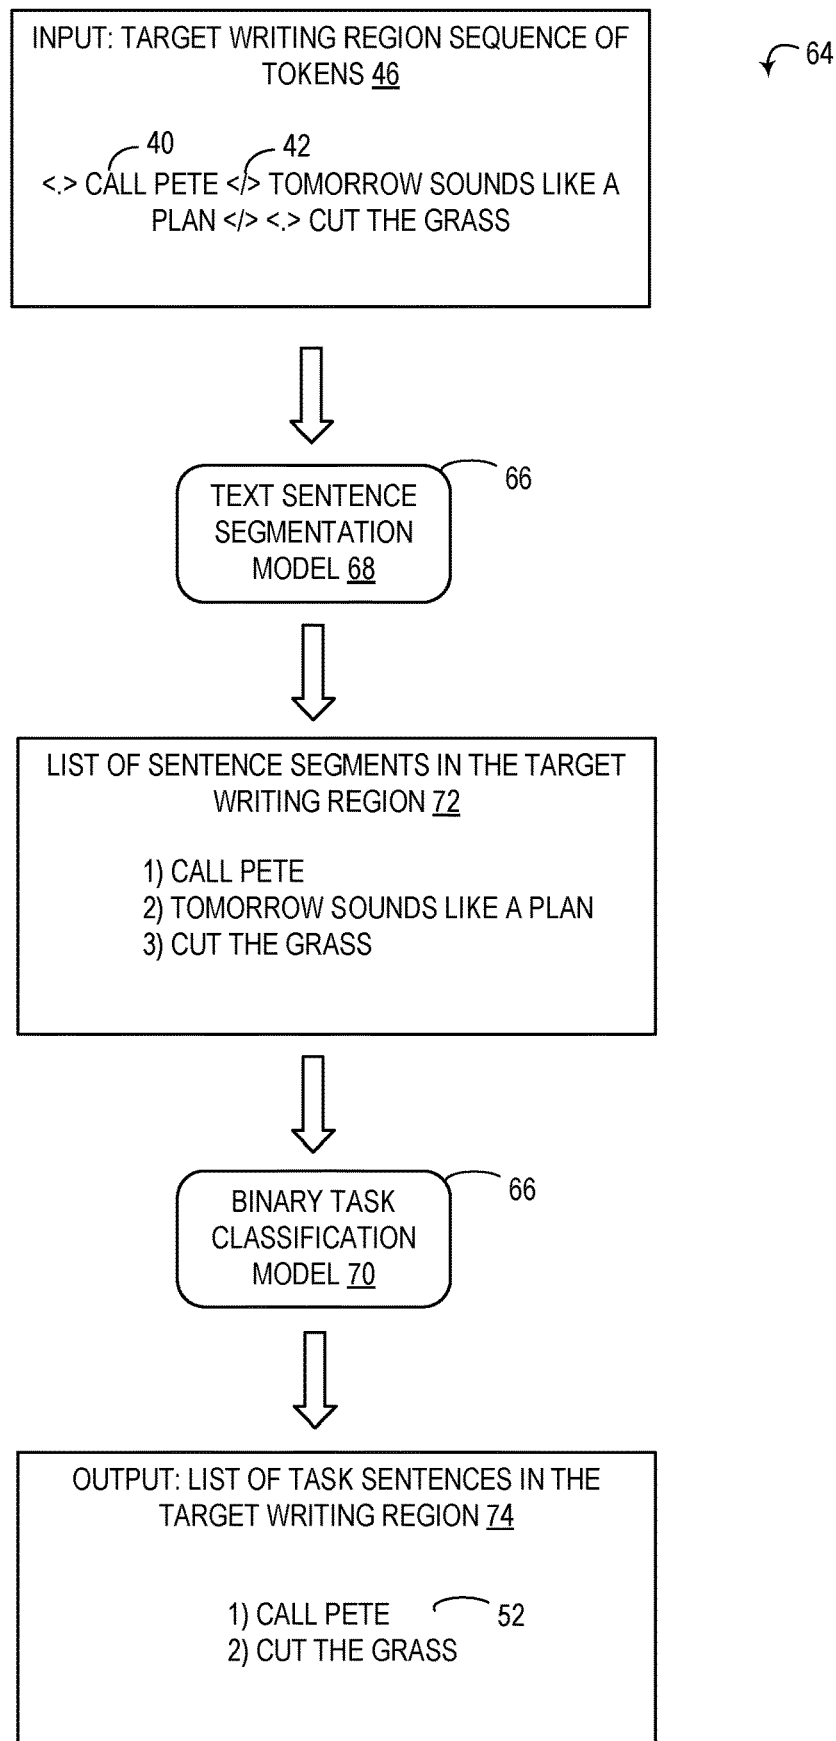 INPUT: TARGET WRITING REGION SEQUENCE OF
TOKENS 46
64
40
42
<.> CALL PETE </> TOMORROW SOUNDS LIKE A
PLAN </> <.> CUT THE GRASS
66
TEXT SENTENCE
SEGMENTATION
MODEL 68
LIST OF SENTENCE SEGMENTS IN THE TARGET
WRITING REGION 72
1) CALL PETE
2) TOMORROW SOUNDS LIKE A PLAN
3) CUT THE GRASS
66
BINARY TASK
CLASSIFICATION
MODEL 70
OUTPUT: LIST OF TASK SENTENCES IN THE
TARGET WRITING REGION 74
1) CALL PETE
52
2) CUT THE GRASS